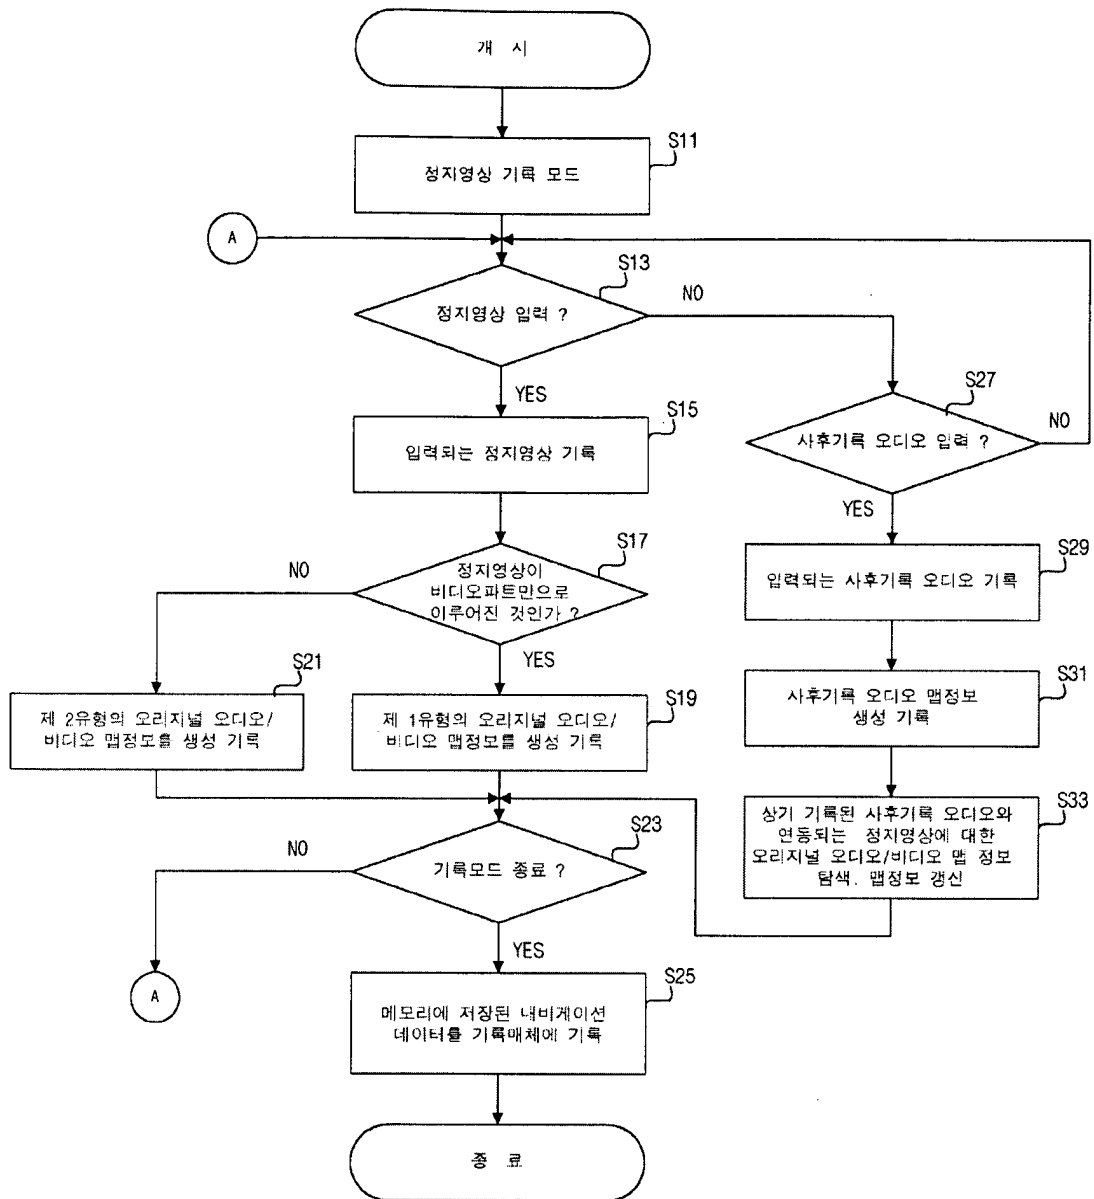 개 시
S11
정지영상 기록 모드
A
S13
정지영상 입력 ?
NO
YES
S27
사후기록 오디오 입력 ?
NO
YES
S15
입력되는 정지영상 기록
S17
정지영상이
비디오파트만으로
이루어진 것인가 ?
NO
YES
S29
입력되는 사후기록 오디오 기록
S21
제 2유형의 오리지널 오디오/
비디오 맵정보를 생성 기록
S19
제 1유형의 오리지널 오디오/
비디오 맵정보를 생성 기록
S31
사후기록 오디오 맵정보
생성 기록
S33
상기 기록된 사후기록 오디오와
연동되는 정지영상에 대한
오리지널 오디오/비디오 맵 정보
탐색, 맵정보 갱신
S23
기록모드 종료 ?
NO
YES
A
S25
메모리에 저장된 내비게이션
데이터를 기록매체에 기록
종 료